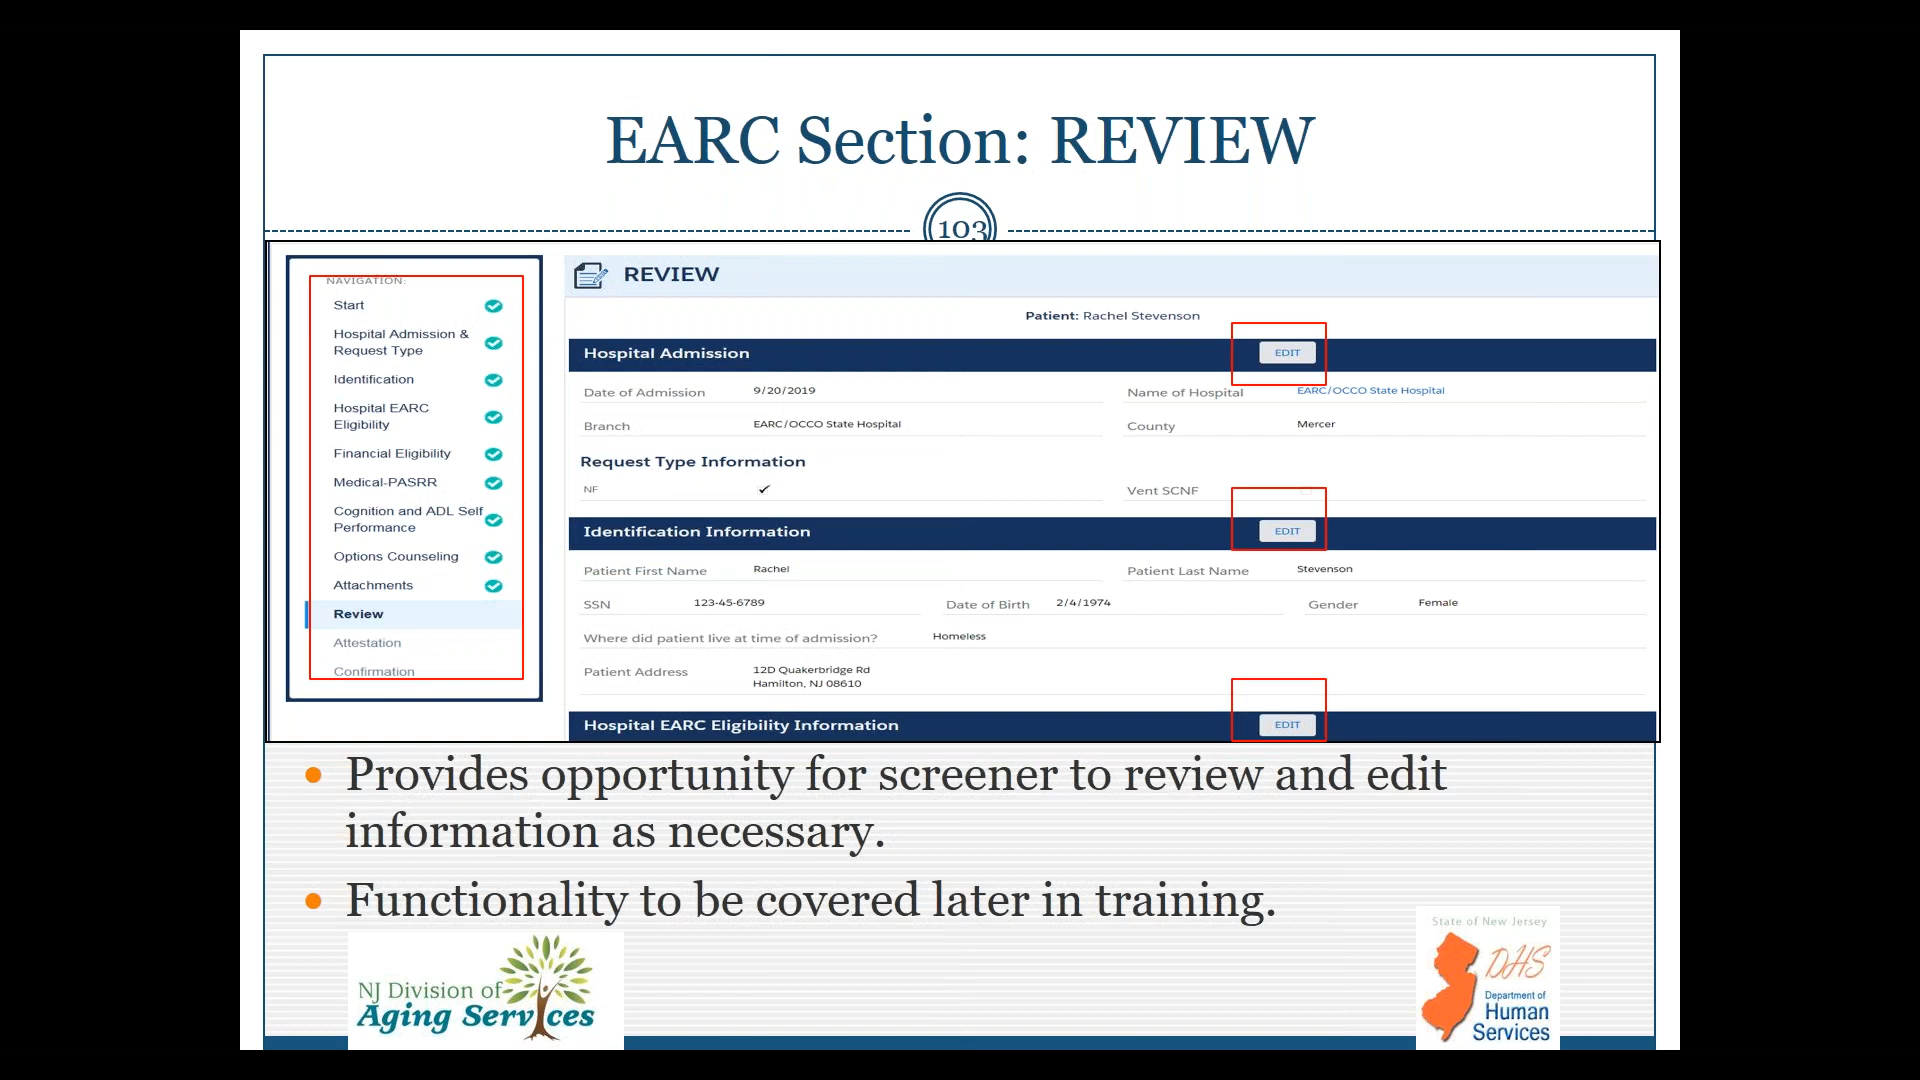 EARC Section: REVIEW
103
NAVIGATION:
Start
Hospital Admission &
Request Type
Identification
Hospital EARC
Eligibility
Financial Eligibility
Medical-PASRR
Cognition and ADL Self
Performance
Options Counseling
Attachments
Review
Attestation
Confirmation
REVIEW
Patient: Rachel Stevenson
Hospital Admission EDIT
Date of Admission 9/20/2019 Name of Hospital EARC/OCCO State Hospital
Branch EARC/OCCO State Hospital County Mercer
Request Type Information
NF ✓ Vent SCNF
Identification Information EDIT
Patient First Name Rachel Patient Last Name Stevenson
SSN 123-45-6789 Date of Birth 2/4/1974 Gender Female
Where did patient live at time of admission? Homeless
Patient Address 12D Quakerbridge Rd
Hamilton, NJ 08610
Hospital EARC Eligibility Information EDIT
• Provides opportunity for screener to review and edit
information as necessary.
• Functionality to be covered later in training.
NJ Division of
Aging Services
State of New Jersey
DHS
Department of
Human
Services